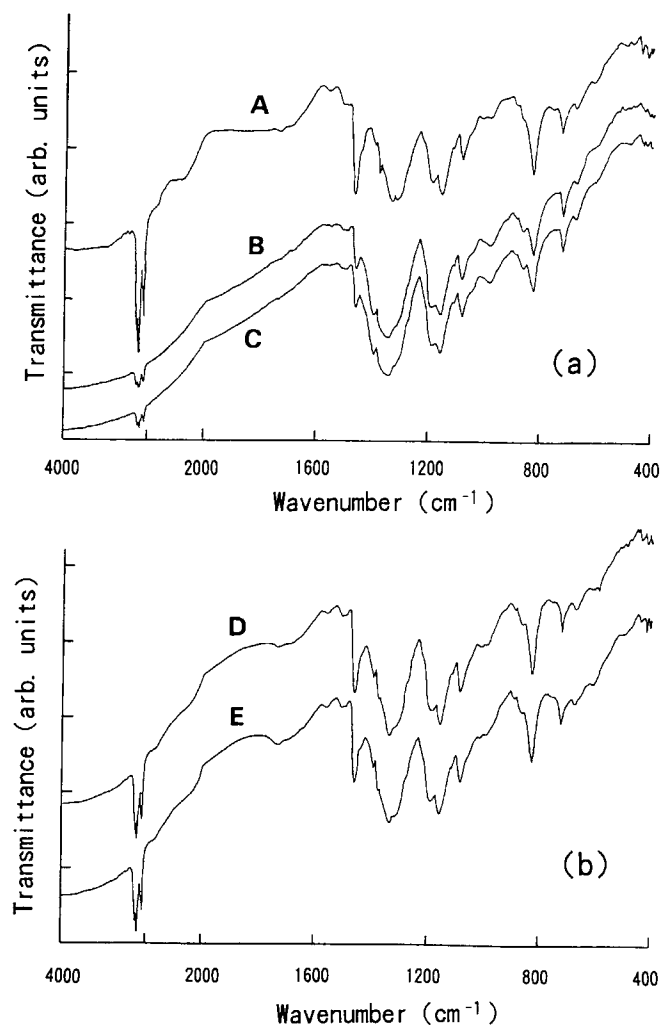 Transmittance (arb. units)
A
B
C
(a)
4000 2000 1600 1200 800 400
Wavenumber (cm⁻¹)
Transmittance (arb. units)
D
E
(b)
4000 2000 1600 1200 800 400
Wavenumber (cm⁻¹)